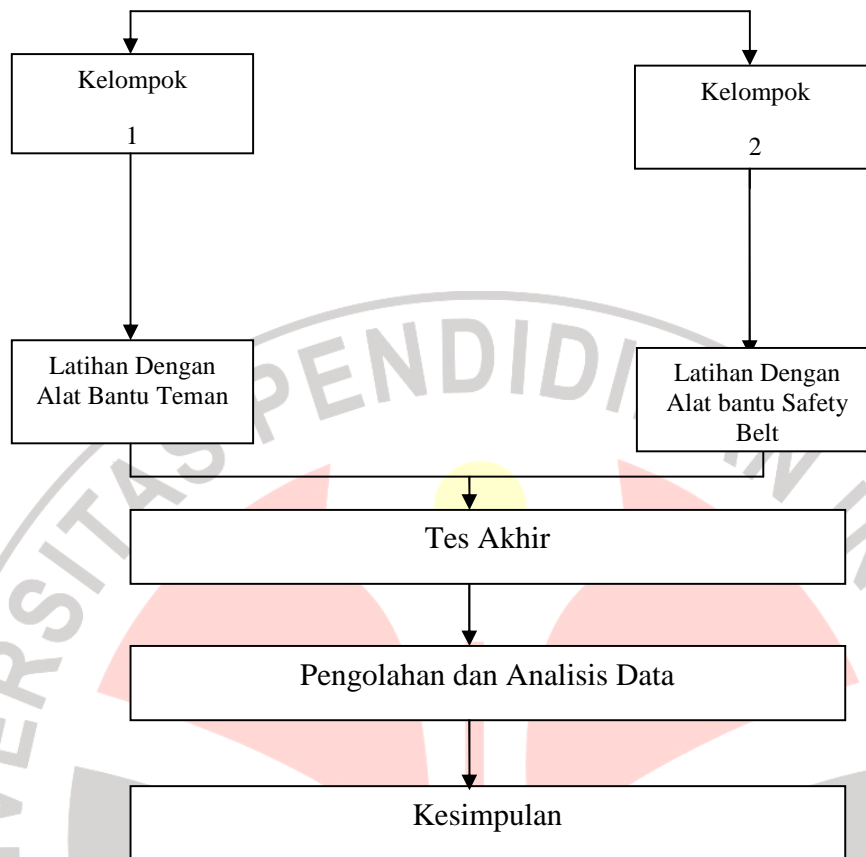 Kelompok
1
Kelompok
2
Latihan Dengan
Alat Bantu Teman
Latihan Dengan
Alat bantu Safety
Belt
Tes Akhir
Pengolahan dan Analisis Data
Kesimpulan